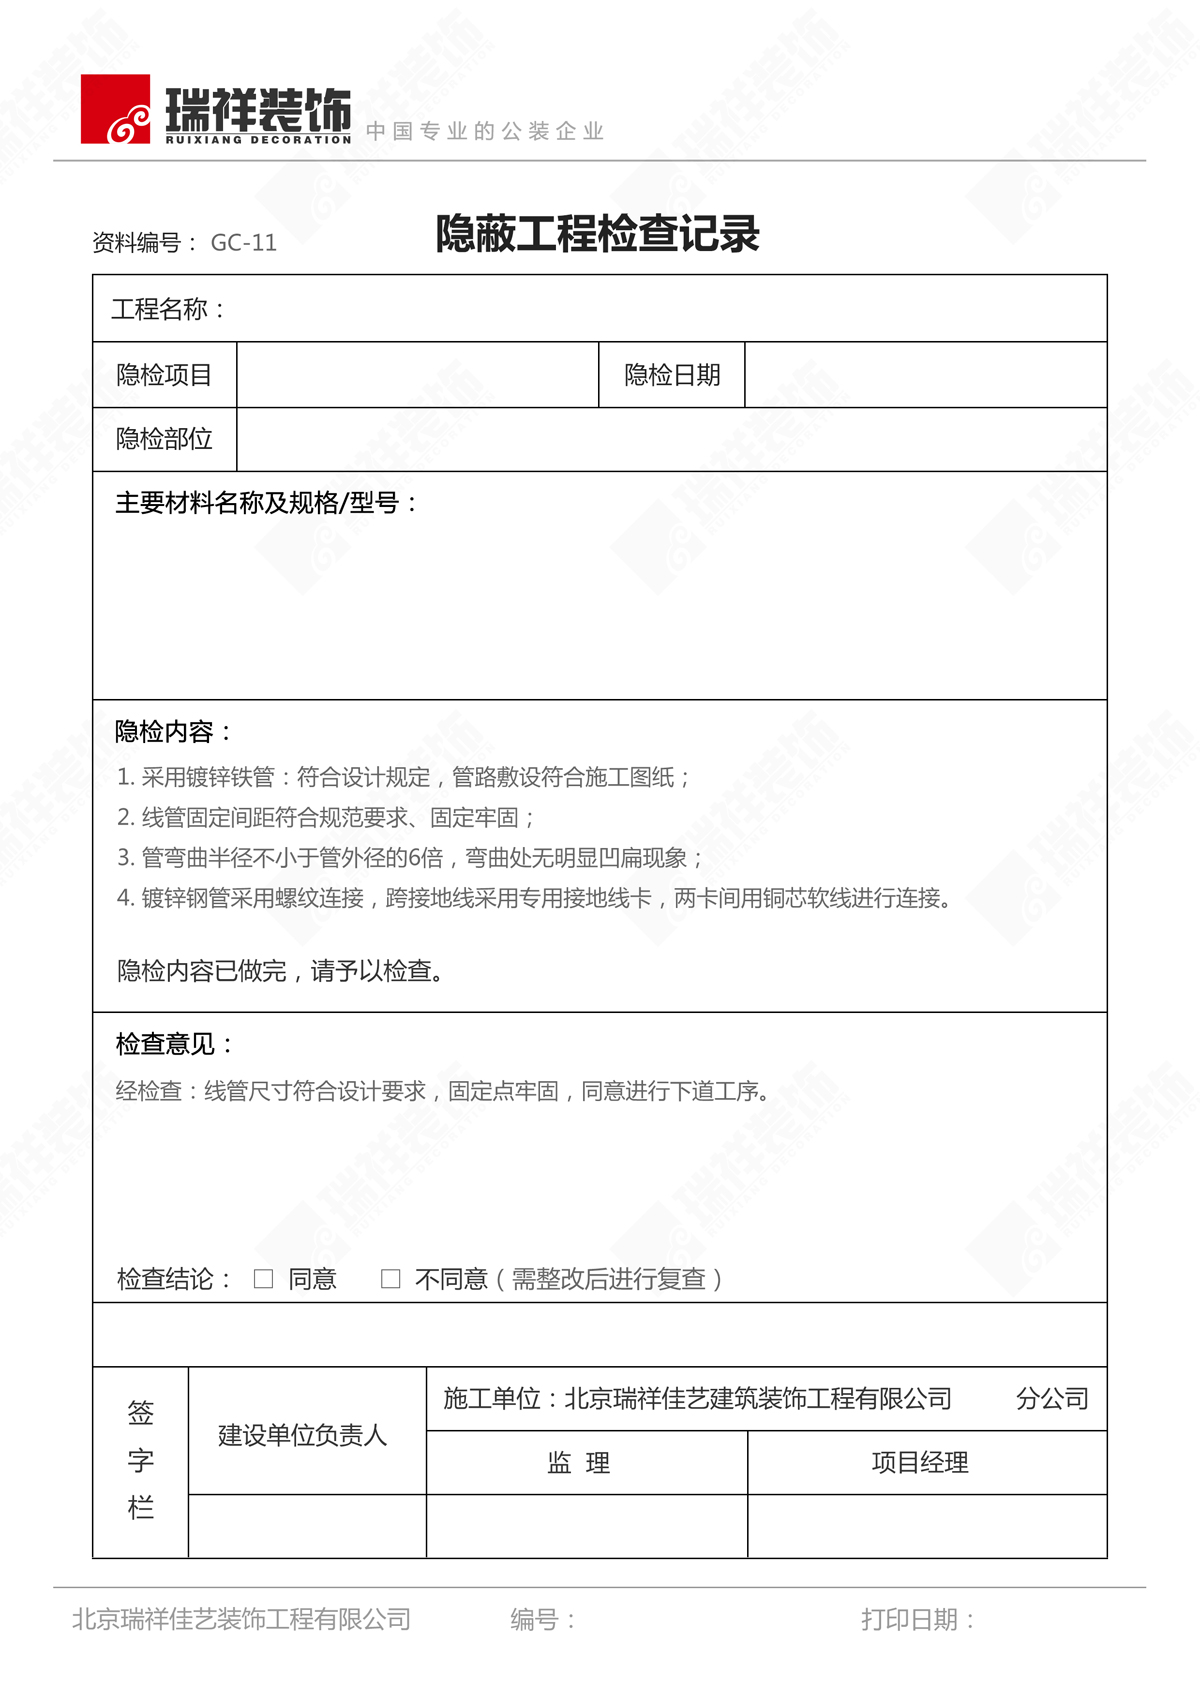 瑞祥装饰
RUIXIANG DECORATION
中国专业的公装企业
资料编号： GC-11
隐蔽工程检查记录
工程名称：
隐检项目
隐检日期
隐检部位
主要材料名称及规格/型号：
隐检内容：
1. 采用镀锌铁管：符合设计规定，管路敷设符合施工图纸；
2. 线管固定间距符合规范要求、固定牢固；
3. 管弯曲半径不小于管外径的6倍，弯曲处无明显凹扁现象；
4. 镀锌钢管采用螺纹连接，跨接地线采用专用接地线卡，两卡间用铜芯软线进行连接。
隐检内容已做完，请予以检查。
检查意见：
经检查：线管尺寸符合设计要求，固定点牢固，同意进行下道工序。
检查结论： □ 同意 □ 不同意（需整改后进行复查）
签字栏
建设单位负责人
施工单位：北京瑞祥佳艺建筑装饰工程有限公司 分公司
监 理
项目经理
北京瑞祥佳艺装饰工程有限公司
编号：
打印日期：